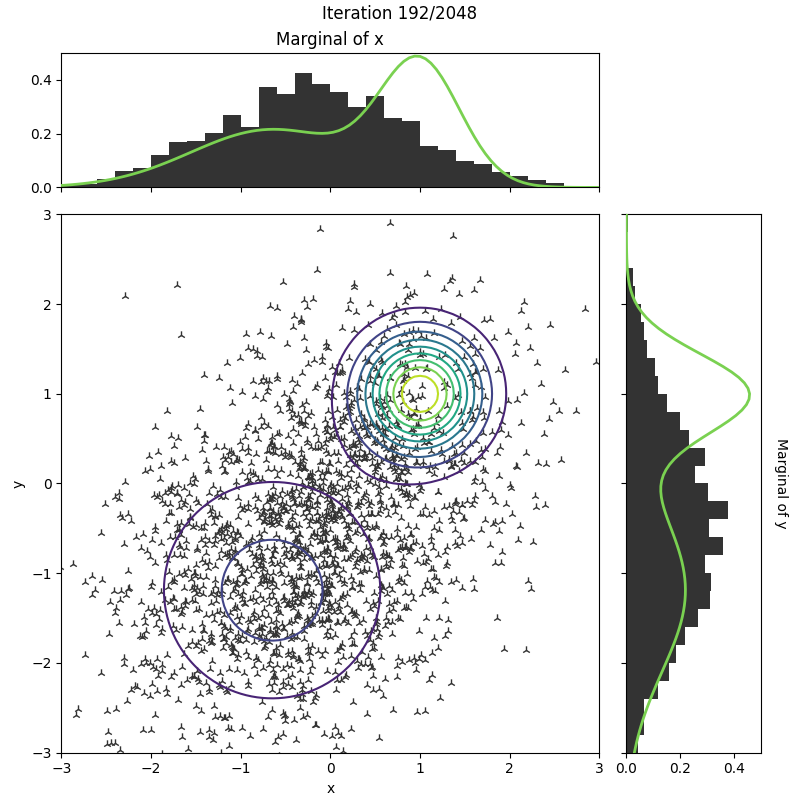 Iteration 192/2048
Marginal of x
0.4
0.2
0.0
3
2
1
0
−1
−2
−3
y
−3 −2 −1 0 1 2 3
x
0.0 0.2 0.4
Marginal of y